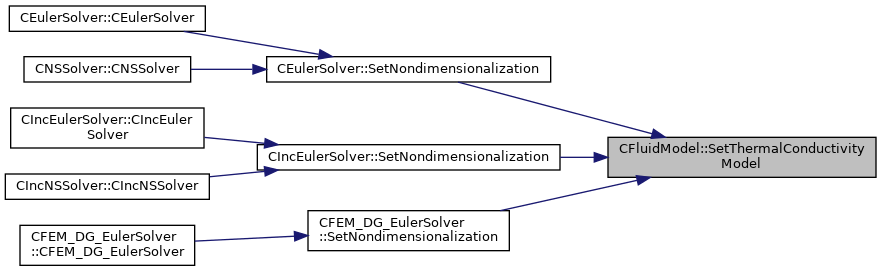 CEulerSolver::CEulerSolver
CNSSolver::CNSSolver
CEulerSolver::SetNondimensionalization
CIncEulerSolver::CIncEuler
Solver
CIncNSSolver::CIncNSSolver
CIncEulerSolver::SetNondimensionalization
CFluidModel::SetThermalConductivity
Model
CFEM_DG_EulerSolver
::CFEM_DG_EulerSolver
CFEM_DG_EulerSolver
::SetNondimensionalization